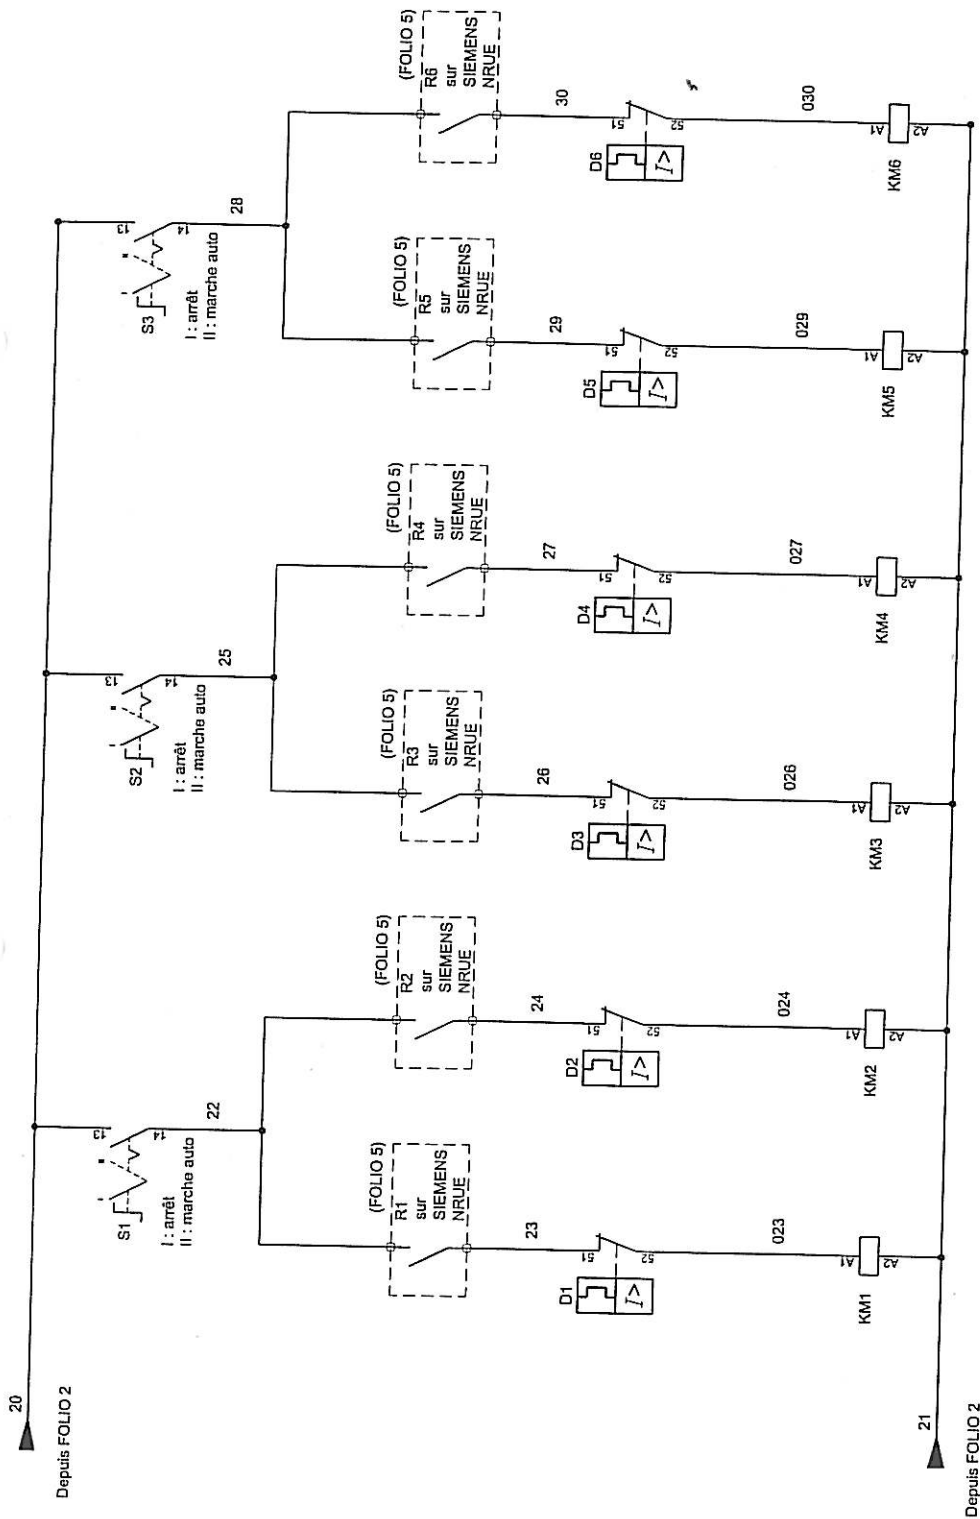 20
Depuis FOLIO 2
13
14
S1
I : arrêt
II : marche auto
22
13
14
S2
I : arrêt
II : marche auto
25
13
14
S3
I : arrêt
II : marche auto
28
(FOLIO 5)
R1
sur
SIEMENS
NRUE
(FOLIO 5)
R2
sur
SIEMENS
NRUE
(FOLIO 5)
R3
sur
SIEMENS
NRUE
(FOLIO 5)
R4
sur
SIEMENS
NRUE
(FOLIO 5)
R5
sur
SIEMENS
NRUE
(FOLIO 5)
R6
sur
SIEMENS
NRUE
23
24
26
27
29
30
D1
I>
51
52
D2
I>
51
52
D3
I>
51
52
D4
I>
51
52
D5
I>
51
52
D6
I>
51
52
023
024
026
027
029
030
A1
A2
KM1
A1
A2
KM2
A1
A2
KM3
A1
A2
KM4
A1
A2
KM5
A1
A2
KM6
21
Depuis FOLIO 2